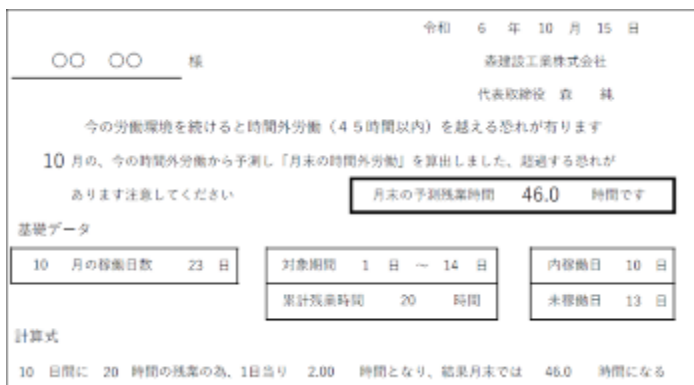 令和 6 年 10 月 15 日
〇〇 〇〇 様
森建設工業株式会社
代表取締役 森 純
今の労働環境を続けると時間外労働（４５時間以内）を越える恐れが有ります
10 月の、今の時間外労働から予測し「月末の時間外労働」を算出しました、超過する恐れが
あります注意してください
月末の予測残業時間 46.0 時間です
基礎データ
10 月の稼働日数 23 日
対象期間 1 日 ～ 14 日
内稼働日 10 日
累計残業時間 20 時間
未稼働日 13 日
計算式
10 日間に 20 時間の残業の為、1日当り 2.00 時間となり、結果月末では 46.0 時間になる